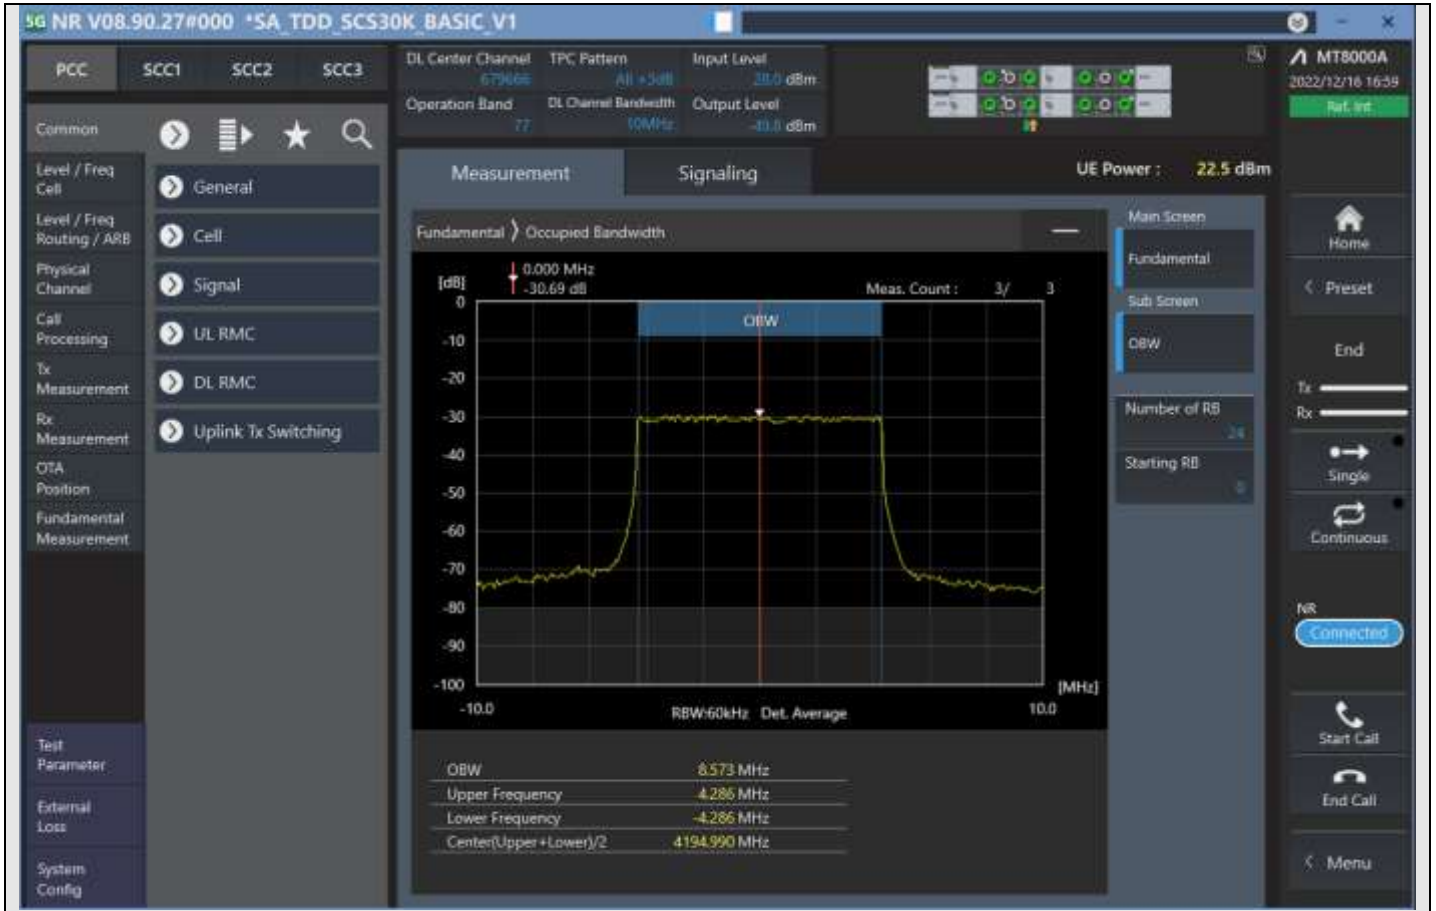 5G NR V08.90.27#000 *SA_TDD_SCS30K_BASIC_V1
PCC SCC1 SCC2 SCC3
Common
Level / Freq
Cell
Level / Freq
Routing / ARB
Physical
Channel
Call
Processing
Tx
Measurement
Rx
Measurement
OTA
Position
Fundamental
Measurement
Test
Parameter
External
Loss
System
Config
General
Cell
Signal
UL RMC
DL RMC
Uplink Tx Switching
DL Center Channel TPC Pattern Input Level
679666 All +3dB 28.0 dBm
Operation Band DL Channel Bandwidth Output Level
77 10MHz dBm
Measurement Signaling
UE Power : 22.5 dBm
Fundamental Occupied Bandwidth
[dB]
0.000 MHz
-30.69 dB
Meas. Count : 3/ 3
OBW
0
-10
-20
-30
-40
-50
-60
-70
-80
-90
-100
[MHz]
-10.0 RBW:60kHz Det. Average 10.0
OBW 8.573 MHz
Upper Frequency 4.286 MHz
Lower Frequency -4.286 MHz
Center(Upper+Lower)/2 4194.990 MHz
Main Screen
Fundamental
Sub Screen
OBW
Number of RB
24
Starting RB
0
MT8000A
2022/12/16 16:59
Ref. Int
Home
Preset
End
Tx
Rx
Single
Continuous
NR
Connected
Start Call
End Call
Menu